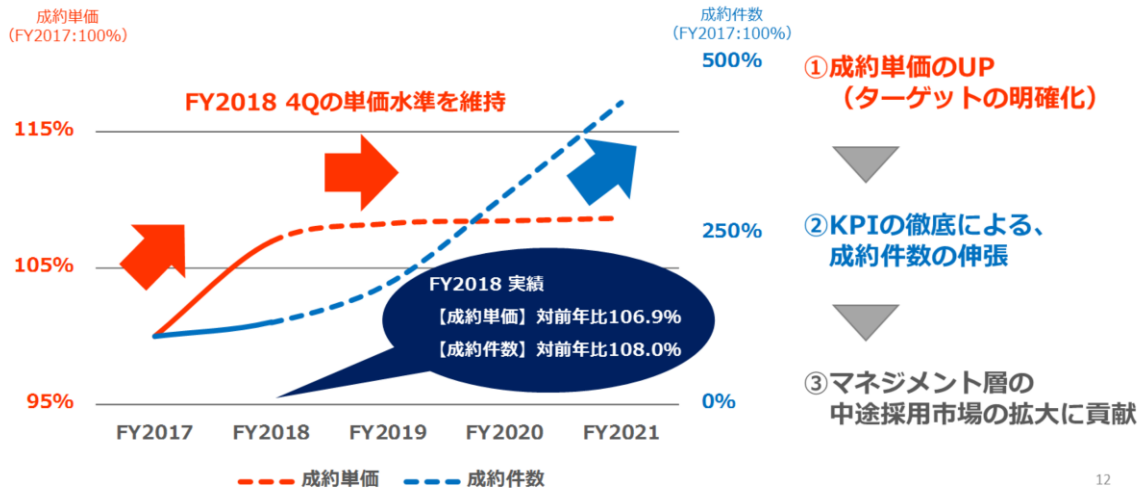 成約単価
（FY2017:100%）
成約件数
（FY2017:100%）
500%
FY2018 4Qの単価水準を維持
115%
250%
105%
FY2018 実績
【成約単価】対前年比106.9%
【成約件数】対前年比108.0%
95%
0%
FY2017
FY2018
FY2019
FY2020
FY2021
成約単価
成約件数
①成約単価のUP
（ターゲットの明確化）
②KPIの徹底による、
成約件数の伸張
③マネジメント層の
中途採用市場の拡大に貢献
12